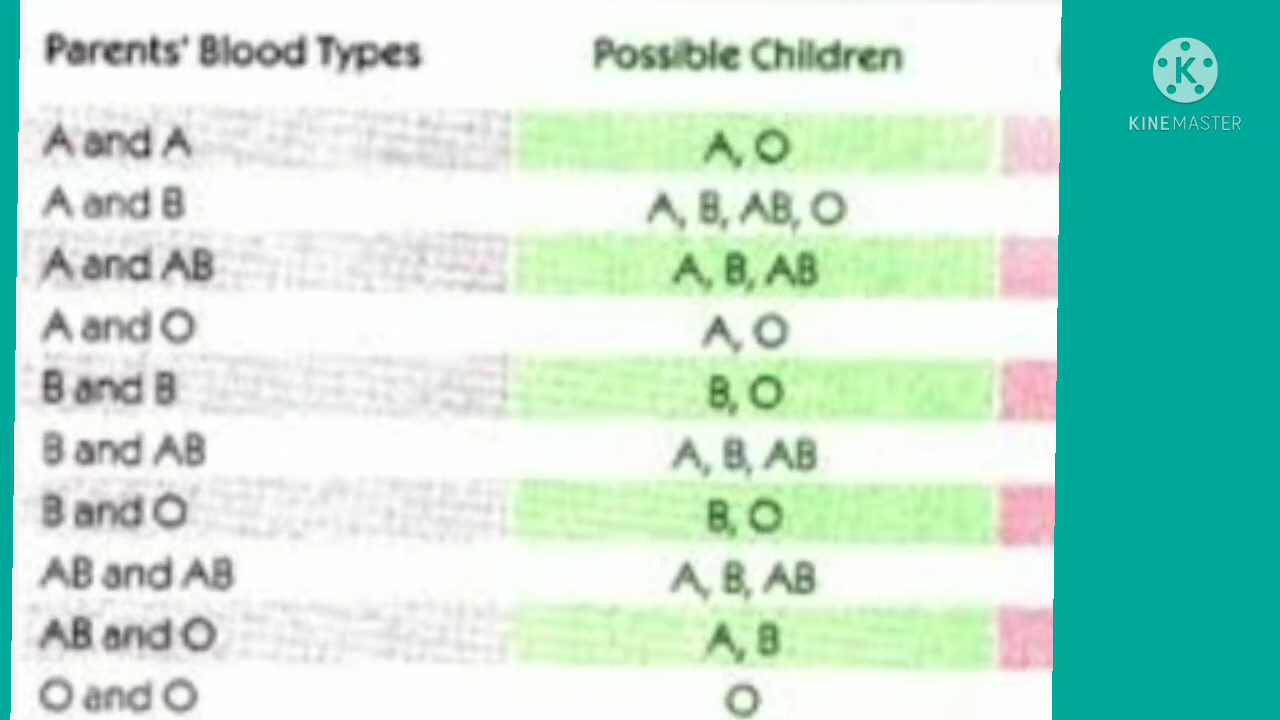 Parents' Blood Types Possible Children
A and A A, O
A and B A, B, AB, O
A and AB A, B, AB
A and O A, O
B and B B, O
B and AB A, B, AB
B and O B, O
AB and AB A, B, AB
AB and O A, B
O and O O
K
KINEMASTER